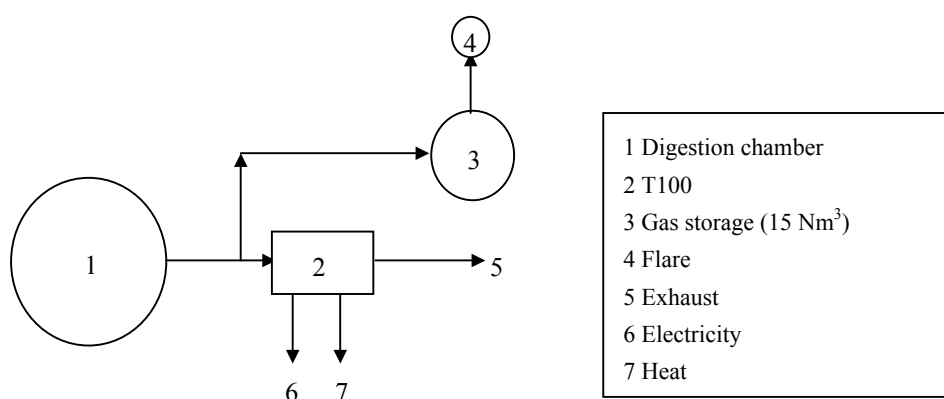 4
3
1
2
5
6 7
1 Digestion chamber
2 T100
3 Gas storage (15 Nm³)
4 Flare
5 Exhaust
6 Electricity
7 Heat